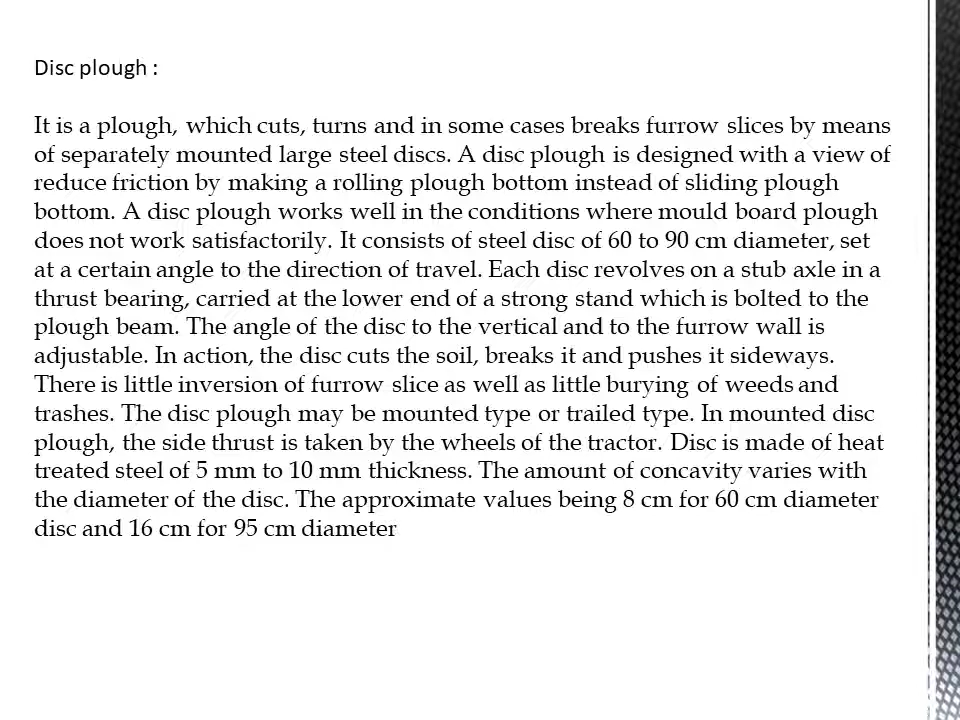 Disc plough :
It is a plough, which cuts, turns and in some cases breaks furrow slices by means
of separately mounted large steel discs. A disc plough is designed with a view of
reduce friction by making a rolling plough bottom instead of sliding plough
bottom. A disc plough works well in the conditions where mould board plough
does not work satisfactorily. It consists of steel disc of 60 to 90 cm diameter, set
at a certain angle to the direction of travel. Each disc revolves on a stub axle in a
thrust bearing, carried at the lower end of a strong stand which is bolted to the
plough beam. The angle of the disc to the vertical and to the furrow wall is
adjustable. In action, the disc cuts the soil, breaks it and pushes it sideways.
There is little inversion of furrow slice as well as little burying of weeds and
trashes. The disc plough may be mounted type or trailed type. In mounted disc
plough, the side thrust is taken by the wheels of the tractor. Disc is made of heat
treated steel of 5 mm to 10 mm thickness. The amount of concavity varies with
the diameter of the disc. The approximate values being 8 cm for 60 cm diameter
disc and 16 cm for 95 cm diameter